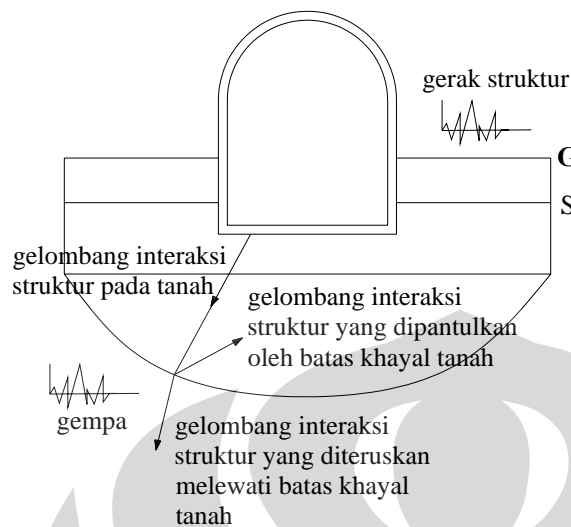 gerak struktur
G
S
gelombang interaksi
struktur pada tanah
gelombang interaksi
struktur yang dipantulkan
oleh batas khayal tanah
gempa
gelombang interaksi
struktur yang diteruskan
melewati batas khayal
tanah